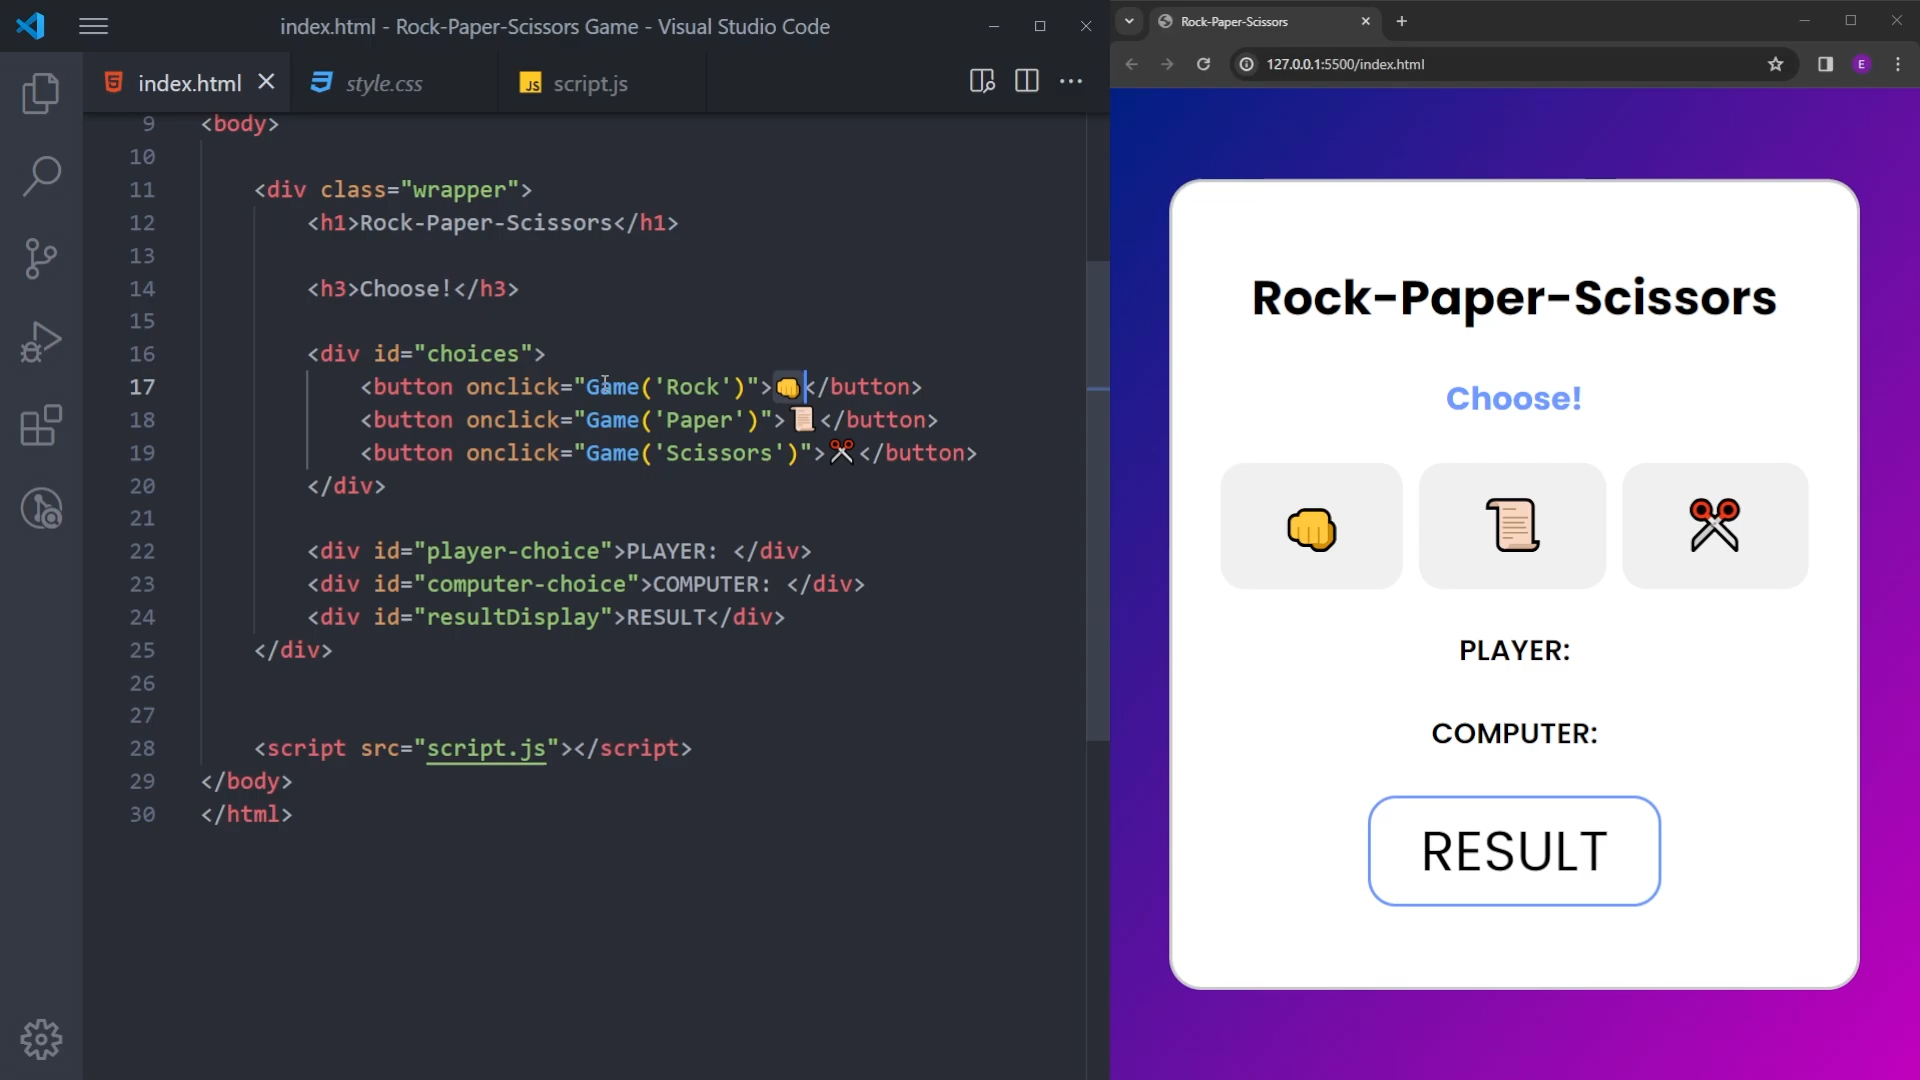 index.html - Rock-Paper-Scissors Game - Visual Studio Code
index.html
style.css
JS script.js
9 <body>
10
11 <div class="wrapper">
12 <h1>Rock-Paper-Scissors</h1>
13
14 <h3>Choose!</h3>
15
16 <div id="choices">
17 <button onclick="Game('Rock')">👊</button>
18 <button onclick="Game('Paper')">📜</button>
19 <button onclick="Game('Scissors')">✂️</button>
20 </div>
21
22 <div id="player-choice">PLAYER: </div>
23 <div id="computer-choice">COMPUTER: </div>
24 <div id="resultDisplay">RESULT</div>
25 </div>
26
27
28 <script src="script.js"></script>
29 </body>
30 </html>
Rock-Paper-Scissors
127.0.0.1:5500/index.html
E
Rock-Paper-Scissors
Choose!
PLAYER:
COMPUTER:
RESULT